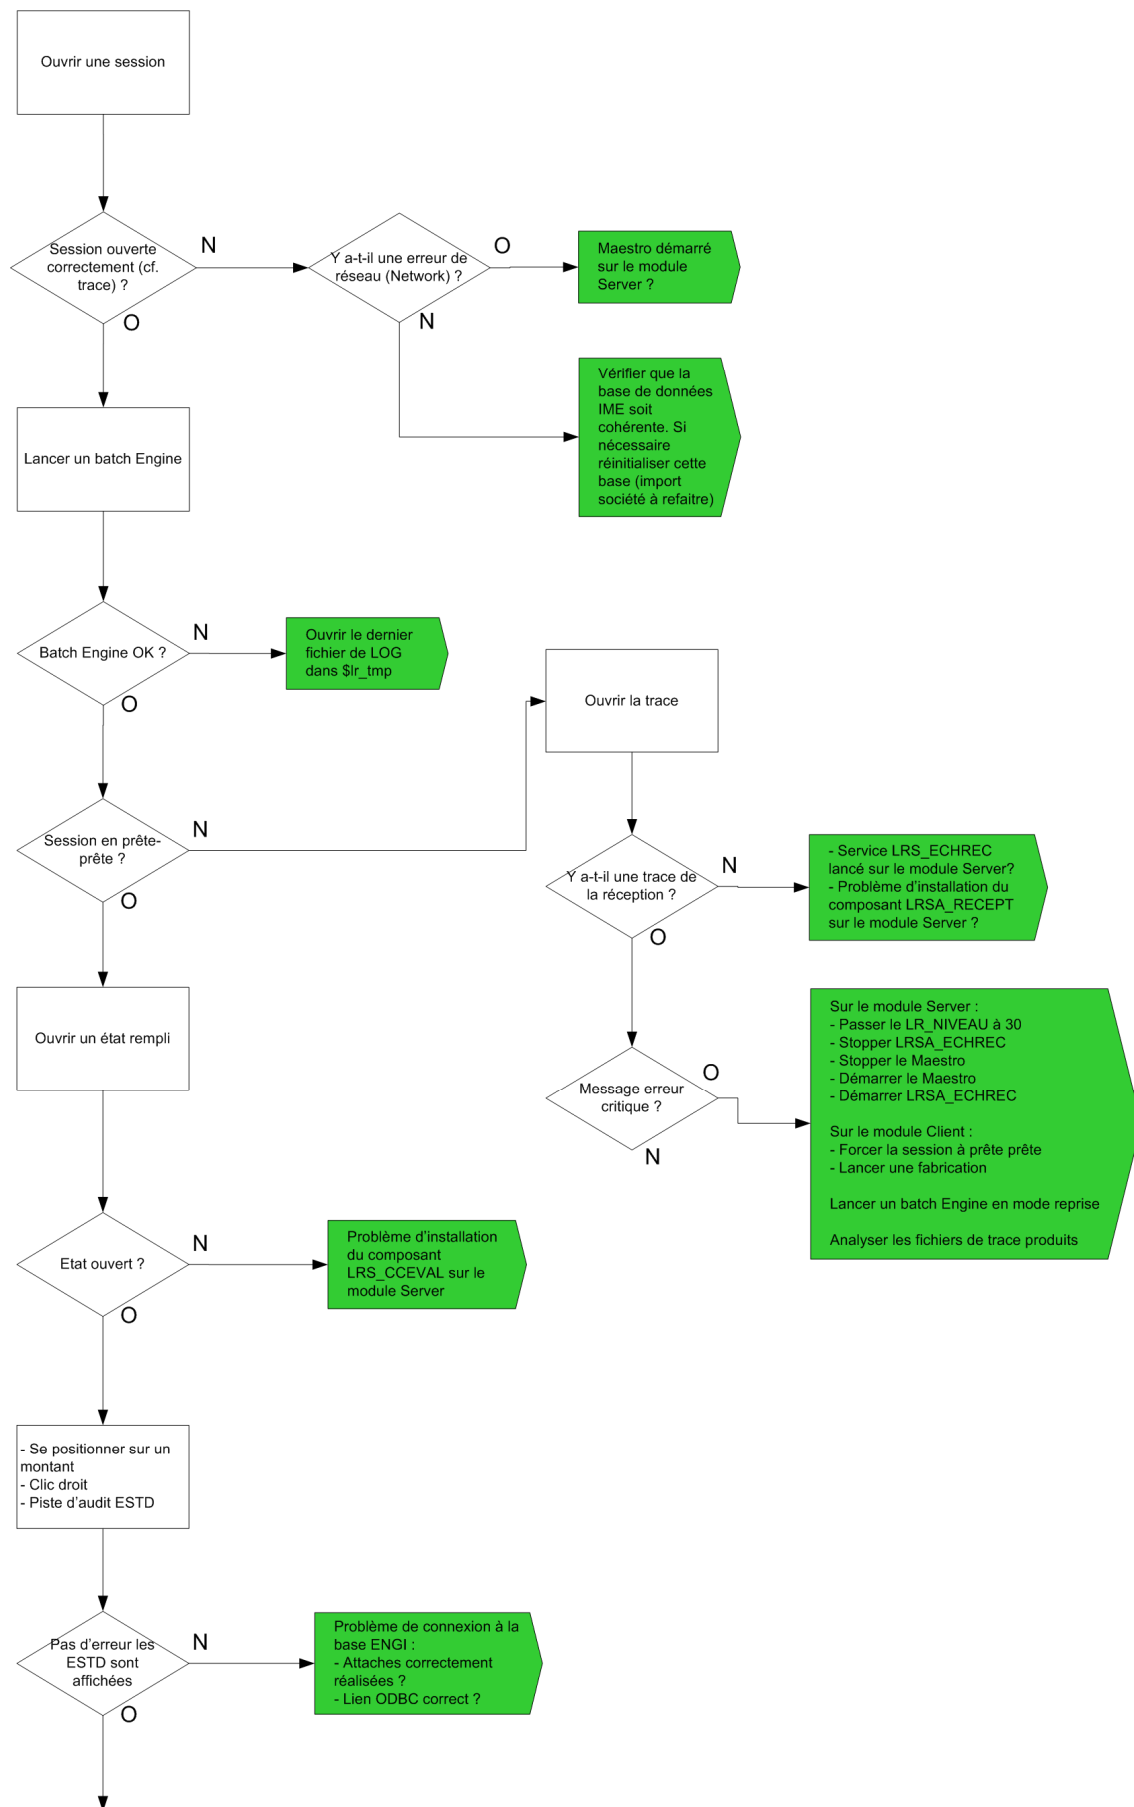 Ouvrir une session
Session ouverte
correctement (cf.
trace) ?
N
O
Y a-t-il une erreur de
réseau (Network) ?
O
N
Maestro démarré
sur le module
Server ?
Vérifier que la
base de données
IME soit
cohérente. Si
nécessaire
réinitialiser cette
base (import
société à refaitre)
Lancer un batch Engine
Batch Engine OK ?
N
O
Ouvrir le dernier
fichier de LOG
dans $lr_tmp
Session en prête-
prête ?
N
O
Ouvrir la trace
Y a-t-il une trace de
la réception ?
N
O
- Service LRS_ECHREC
lancé sur le module Server?
- Problème d'installation du
composant LRSA_RECEPT
sur le module Server ?
Message erreur
critique ?
O
N
Sur le module Server :
- Passer le LR_NIVEAU à 30
- Stopper LRSA_ECHREC
- Stopper le Maestro
- Démarrer le Maestro
- Démarrer LRSA_ECHREC
Sur le module Client :
- Forcer la session à prête prête
- Lancer une fabrication
Lancer un batch Engine en mode reprise
Analyser les fichiers de trace produits
Ouvrir un état rempli
Etat ouvert ?
N
O
Problème d'installation
du composant
LRS_CCEVAL sur le
module Server
- Se positionner sur un
montant
- Clic droit
- Piste d'audit ESTD
Pas d'erreur les
ESTD sont
affichées
N
O
Problème de connexion à la
base ENGI :
- Attaches correctement
réalisées ?
- Lien ODBC correct ?